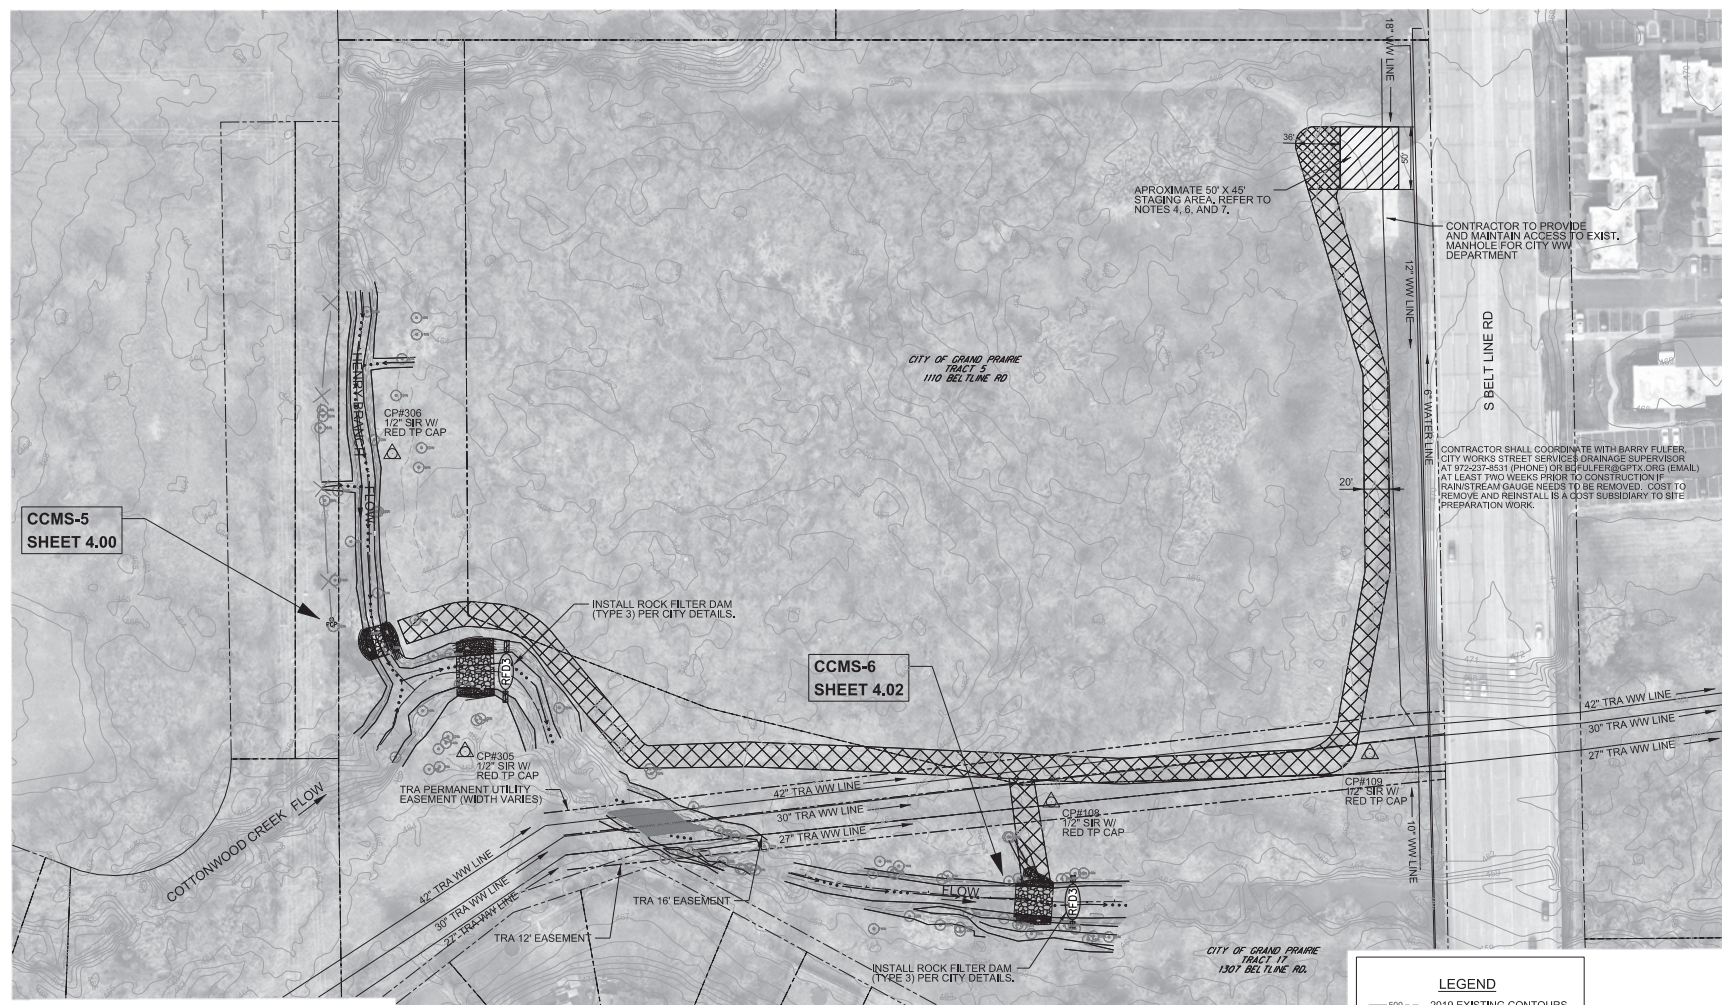 18" WW LINE
36'
50'
APROXIMATE 50' X 45'
STAGING AREA. REFER TO
NOTES 4, 6, AND 7.
CONTRACTOR TO PROVIDE
AND MAINTAIN ACCESS TO EXIST.
MANHOLE FOR CITY WW
DEPARTMENT
12" WW LINE
S BELT LINE RD
6" WATER LINE
CITY OF GRAND PRAIRIE
TRACT 5
1110 BELTLINE RD
HENRY BRANCH
FLOW
CP#306
1/2" SIR W/
RED TP CAP
CONTRACTOR SHALL COORDINATE WITH BARRY FULFER,
CITY WORKS STREET SERVICES DRAINAGE SUPERVISOR
AT 972-237-8531 (PHONE) OR BDFULFER@GPTX.ORG (EMAIL)
AT LEAST TWO WEEKS PRIOR TO CONSTRUCTION IF
RAIN/STREAM GAUGE NEEDS TO BE REMOVED. COST TO
REMOVE AND REINSTALL IS A COST SUBSIDIARY TO SITE
PREPARATION WORK.
20'
CCMS-5
SHEET 4.00
INSTALL ROCK FILTER DAM
(TYPE 3) PER CITY DETAILS.
RFD3
CCMS-6
SHEET 4.02
471
472
42" TRA WW LINE
30" TRA WW LINE
27" TRA WW LINE
CP#305
1/2" SIR W/
RED TP CAP
TRA PERMANENT UTILITY
EASEMENT (WIDTH VARIES)
42" TRA WW LINE
30" TRA WW LINE
27" TRA WW LINE
CP#108
1/2" SIR W/
RED TP CAP
CP#109
1/2" SIR W/
RED TP CAP
10" WW LINE
COTTONWOOD CREEK FLOW
42" TRA WW LINE
30" TRA WW LINE
27" TRA WW LINE
TRA 16' EASEMENT
TRA 12' EASEMENT
FLOW
RFD3
INSTALL ROCK FILTER DAM
(TYPE 3) PER CITY DETAILS.
CITY OF GRAND PRAIRIE
TRACT 17
1307 BELTLINE RD.
LEGEND
500
2019 EXISTING CONTOURS